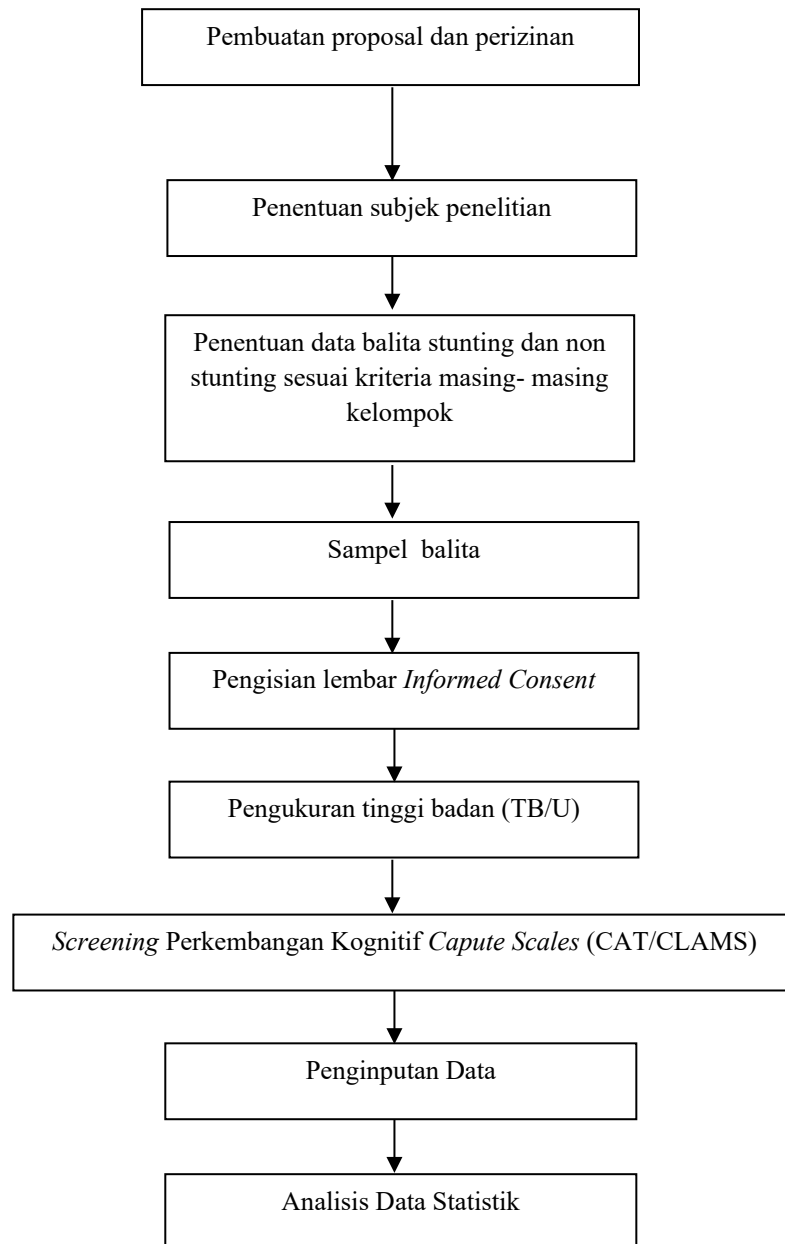 Pembuatan proposal dan perizinan
Penentuan subjek penelitian
Penentuan data balita stunting dan non
stunting sesuai kriteria masing- masing
kelompok
Sampel balita
Pengisian lembar Informed Consent
Pengukuran tinggi badan (TB/U)
Screening Perkembangan Kognitif Capute Scales (CAT/CLAMS)
Penginputan Data
Analisis Data Statistik